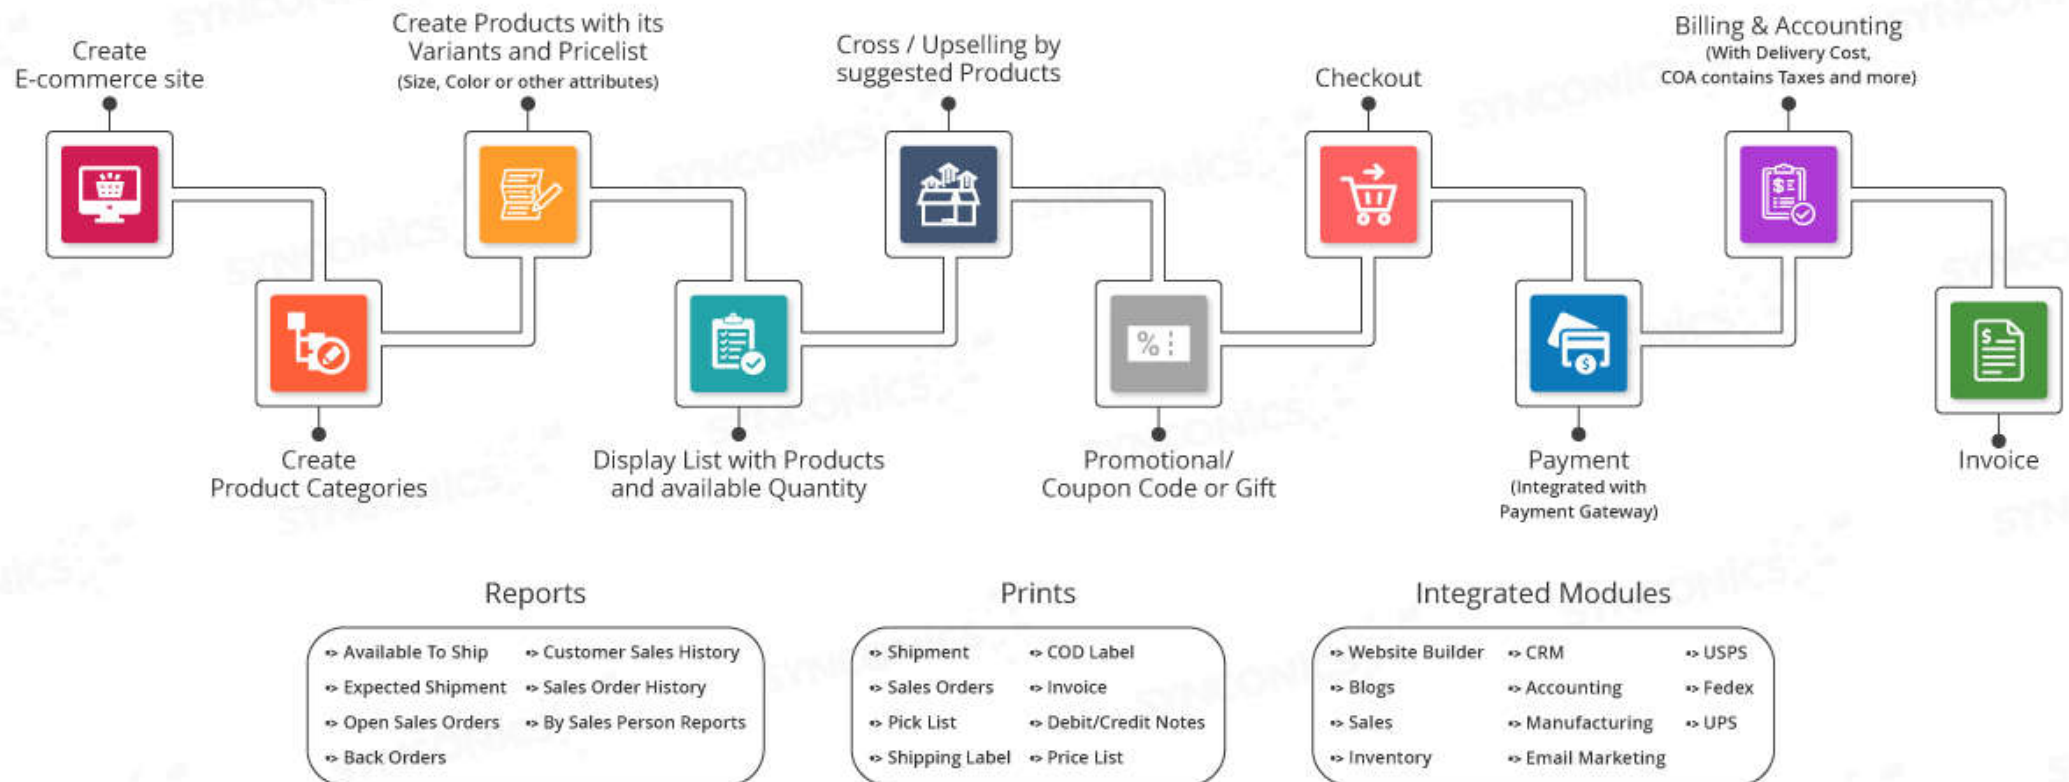 Create
E-commerce site
Create Products with its
Variants and Pricelist
(Size, Color or other attributes)
Cross / Upselling by
suggested Products
Checkout
Billing & Accounting
(With Delivery Cost,
COA contains Taxes and more)
Create
Product Categories
Display List with Products
and available Quantity
Promotional/
Coupon Code or Gift
Payment
(Integrated with
Payment Gateway)
Invoice
Reports
Available To Ship
Expected Shipment
Open Sales Orders
Back Orders
Customer Sales History
Sales Order History
By Sales Person Reports
Prints
Shipment
Sales Orders
Pick List
Shipping Label
COD Label
Invoice
Debit/Credit Notes
Price List
Integrated Modules
Website Builder
Blogs
Sales
Inventory
CRM
Accounting
Manufacturing
Email Marketing
USPS
Fedex
UPS
SYNCONICS